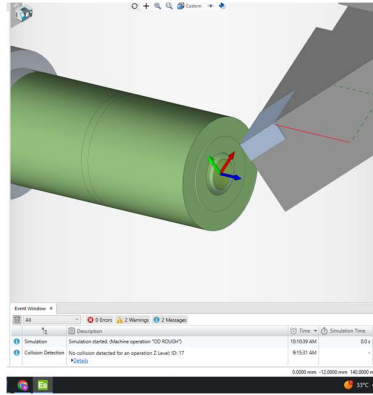 Custom
Event Window ×
All 0 Errors 2 Warnings 2 Messages
Description Time Simulation Time
Simulation Simulation started. (Machine operation "OD ROUGH") 10:10:39 AM 0.0 s
Collision Detection No collision detected for an operation Z Level; ID: 17 9:15:31 AM -
Details
0.0000 mm -12.0000 mm 140.0000 m
33°C